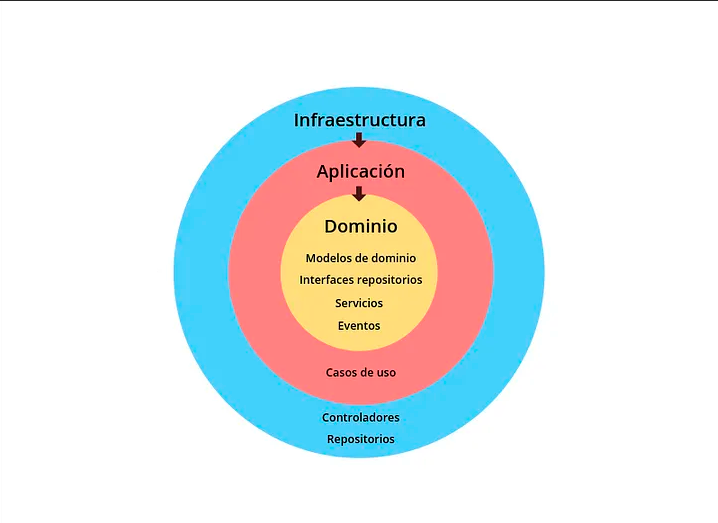 Infraestructura
Aplicación
Dominio
Modelos de dominio
Interfaces repositorios
Servicios
Eventos
Casos de uso
Controladores
Repositorios